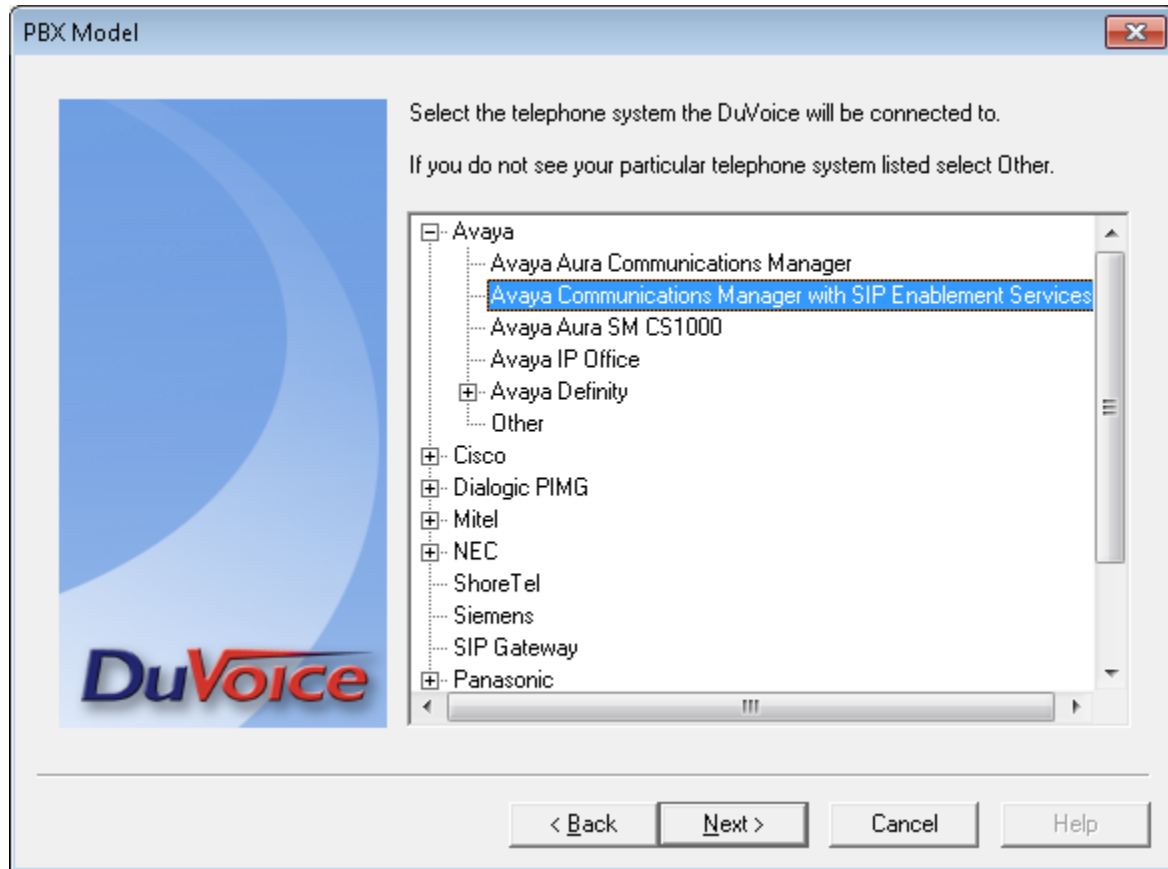 PBX Model
Select the telephone system the DuVoice will be connected to.
If you do not see your particular telephone system listed select Other.
Avaya
Avaya Aura Communications Manager
Avaya Communications Manager with SIP Enablement Services
Avaya Aura SM CS1000
Avaya IP Office
Avaya Definity
Other
Cisco
Dialogic PIMG
Mitel
NEC
ShoreTel
Siemens
SIP Gateway
Panasonic
DuVoice
< Back
Next >
Cancel
Help